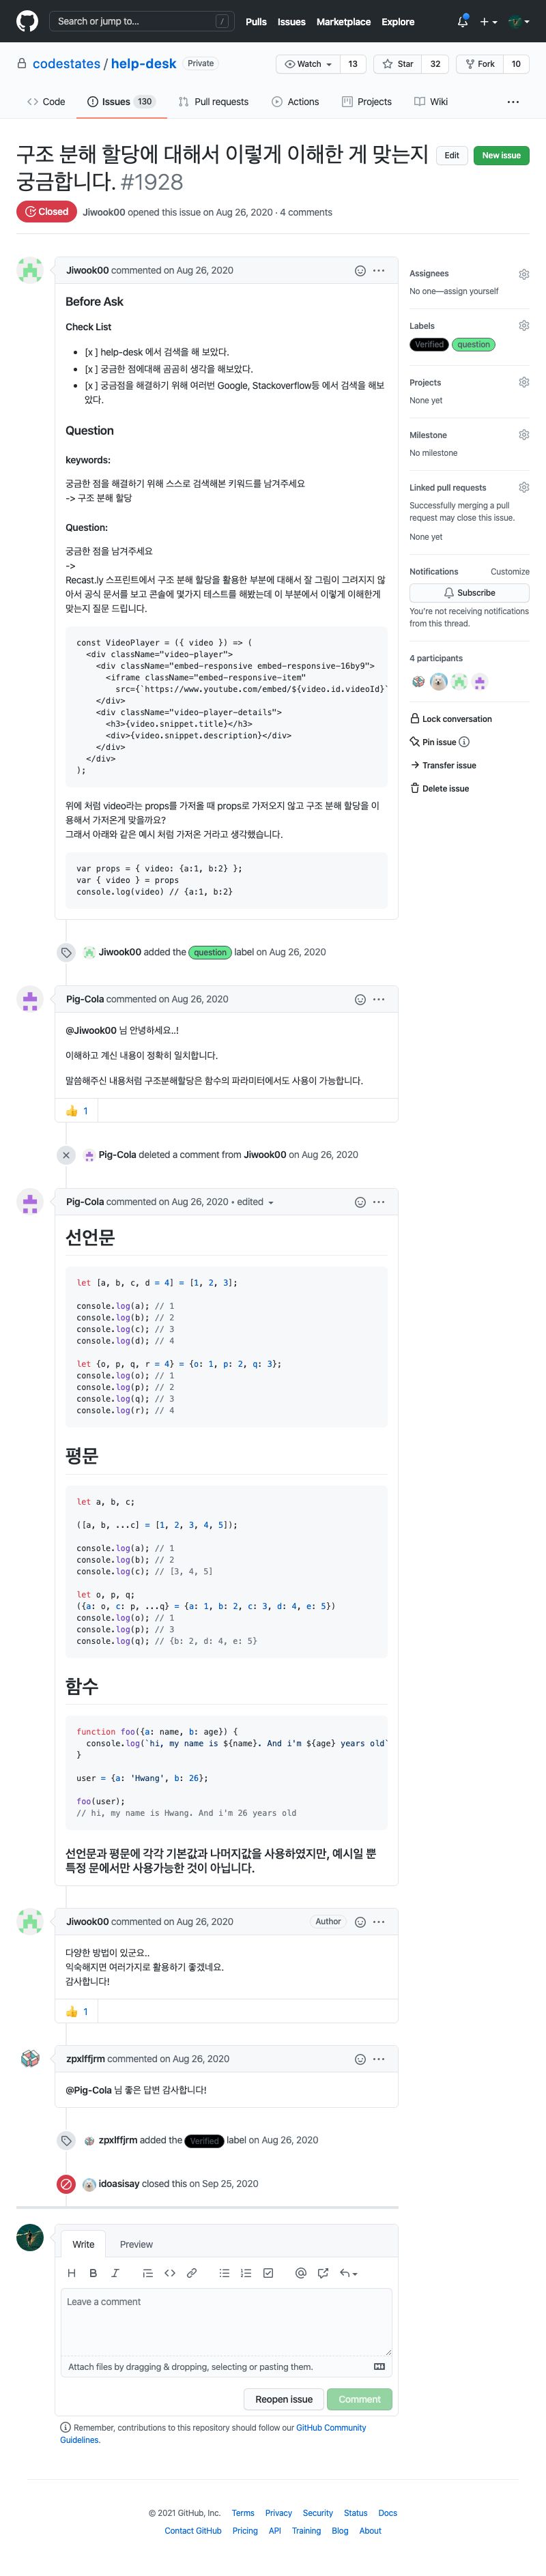 Search or jump to...
/
Pulls
Issues
Marketplace
Explore
codestates / help-desk
Private
Watch
13
Star
32
Fork
10
Code
Issues 130
Pull requests
Actions
Projects
Wiki
구조 분해 할당에 대해서 이렇게 이해한 게 맞는지
궁금합니다. #1928
Edit
New issue
Closed
Jiwook00 opened this issue on Aug 26, 2020 · 4 comments
Jiwook00 commented on Aug 26, 2020
Before Ask
Check List
• [x ] help-desk 에서 검색을 해 보았다.
• [x ] 궁금한 점에대해 곰곰히 생각을 해보았다.
• [x ] 궁금점을 해결하기 위해 여러번 Google, Stackoverflow등 에서 검색을 해보
았다.
Question
keywords:
궁금한 점을 해결하기 위해 스스로 검색해본 키워드를 남겨주세요
-> 구조 분해 할당
Question:
궁금한 점을 남겨주세요
->
Recast.ly 스프린트에서 구조 분해 할당을 활용한 부분에 대해서 잘 그림이 그려지지 않
아서 공식 문서를 보고 콘솔에 몇가지 테스트를 해봤는데 이 부분에서 이렇게 이해한게
맞는지 질문 드립니다.
const VideoPlayer = ({ video }) => (
<div className="video-player">
<div className="embed-responsive embed-responsive-16by9">
<iframe className="embed-responsive-item"
src={`https://www.youtube.com/embed/${video.id.videoId}`
</div>
<div className="video-player-details">
<h3>{video.snippet.title}</h3>
<div>{video.snippet.description}</div>
</div>
</div>
);
위에 처럼 video라는 props를 가져올 때 props로 가져오지 않고 구조 분해 할당을 이
용해서 가져온게 맞을까요?
그래서 아래와 같은 예시 처럼 가져온 거라고 생각했습니다.
var props = { video: {a:1, b:2} };
var { video } = props
console.log(video) // {a:1, b:2}
Jiwook00 added the question label on Aug 26, 2020
Pig-Cola commented on Aug 26, 2020
@Jiwook00 님 안녕하세요..!
이해하고 계신 내용이 정확히 일치합니다.
말씀해주신 내용처럼 구조분해할당은 함수의 파라미터에서도 사용이 가능합니다.
👍 1
Pig-Cola deleted a comment from Jiwook00 on Aug 26, 2020
Pig-Cola commented on Aug 26, 2020 • edited
선언문
let [a, b, c, d = 4] = [1, 2, 3];
console.log(a); // 1
console.log(b); // 2
console.log(c); // 3
console.log(d); // 4
let {o, p, q, r = 4} = {o: 1, p: 2, q: 3};
console.log(o); // 1
console.log(p); // 2
console.log(q); // 3
console.log(r); // 4
평문
let a, b, c;
([a, b, ...c] = [1, 2, 3, 4, 5]);
console.log(a); // 1
console.log(b); // 2
console.log(c); // [3, 4, 5]
let o, p, q;
({a: o, c: p, ...q} = {a: 1, b: 2, c: 3, d: 4, e: 5})
console.log(o); // 1
console.log(p); // 3
console.log(q); // {b: 2, d: 4, e: 5}
함수
function foo({a: name, b: age}) {
console.log(`hi, my name is ${name}. And i'm ${age} years old`
}
user = {a: 'Hwang', b: 26};
foo(user);
// hi, my name is Hwang. And i'm 26 years old
선언문과 평문에 각각 기본값과 나머지값을 사용하였지만, 예시일 뿐
특정 문에서만 사용가능한 것이 아닙니다.
Jiwook00 commented on Aug 26, 2020
Author
다양한 방법이 있군요..
익숙해지면 여러가지로 활용하기 좋겠네요.
감사합니다!
👍 1
zpxlffjrm commented on Aug 26, 2020
@Pig-Cola 님 좋은 답변 감사합니다!
zpxlffjrm added the Verified label on Aug 26, 2020
idoasisay closed this on Sep 25, 2020
Write
Preview
Leave a comment
Attach files by dragging & dropping, selecting or pasting them.
Reopen issue
Comment
Remember, contributions to this repository should follow our GitHub Community
Guidelines.
Assignees
No one—assign yourself
Labels
Verified
question
Projects
None yet
Milestone
No milestone
Linked pull requests
Successfully merging a pull
request may close this issue.
None yet
Notifications
Customize
Subscribe
You're not receiving notifications
from this thread.
4 participants
Lock conversation
Pin issue
Transfer issue
Delete issue
© 2021 GitHub, Inc.
Terms
Privacy
Security
Status
Docs
Contact GitHub
Pricing
API
Training
Blog
About